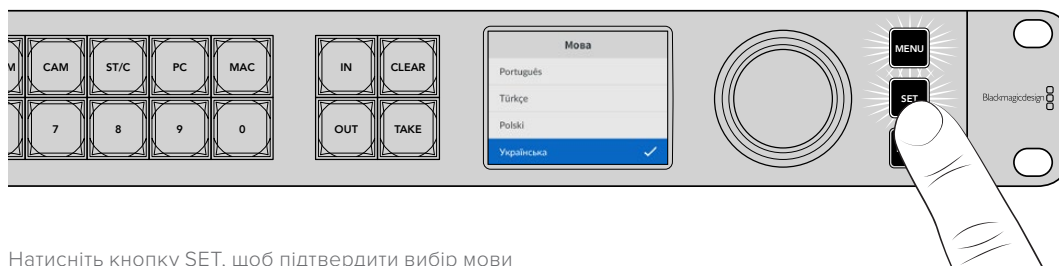 MENU
Мова
CAM ST/C PC MAC IN CLEAR
Português
Türkçe
SET
Blackmagicdesign
7 8 9 0 OUT TAKE
Polski
Українська
Натисніть кнопку SET, щоб підтвердити вибір мови